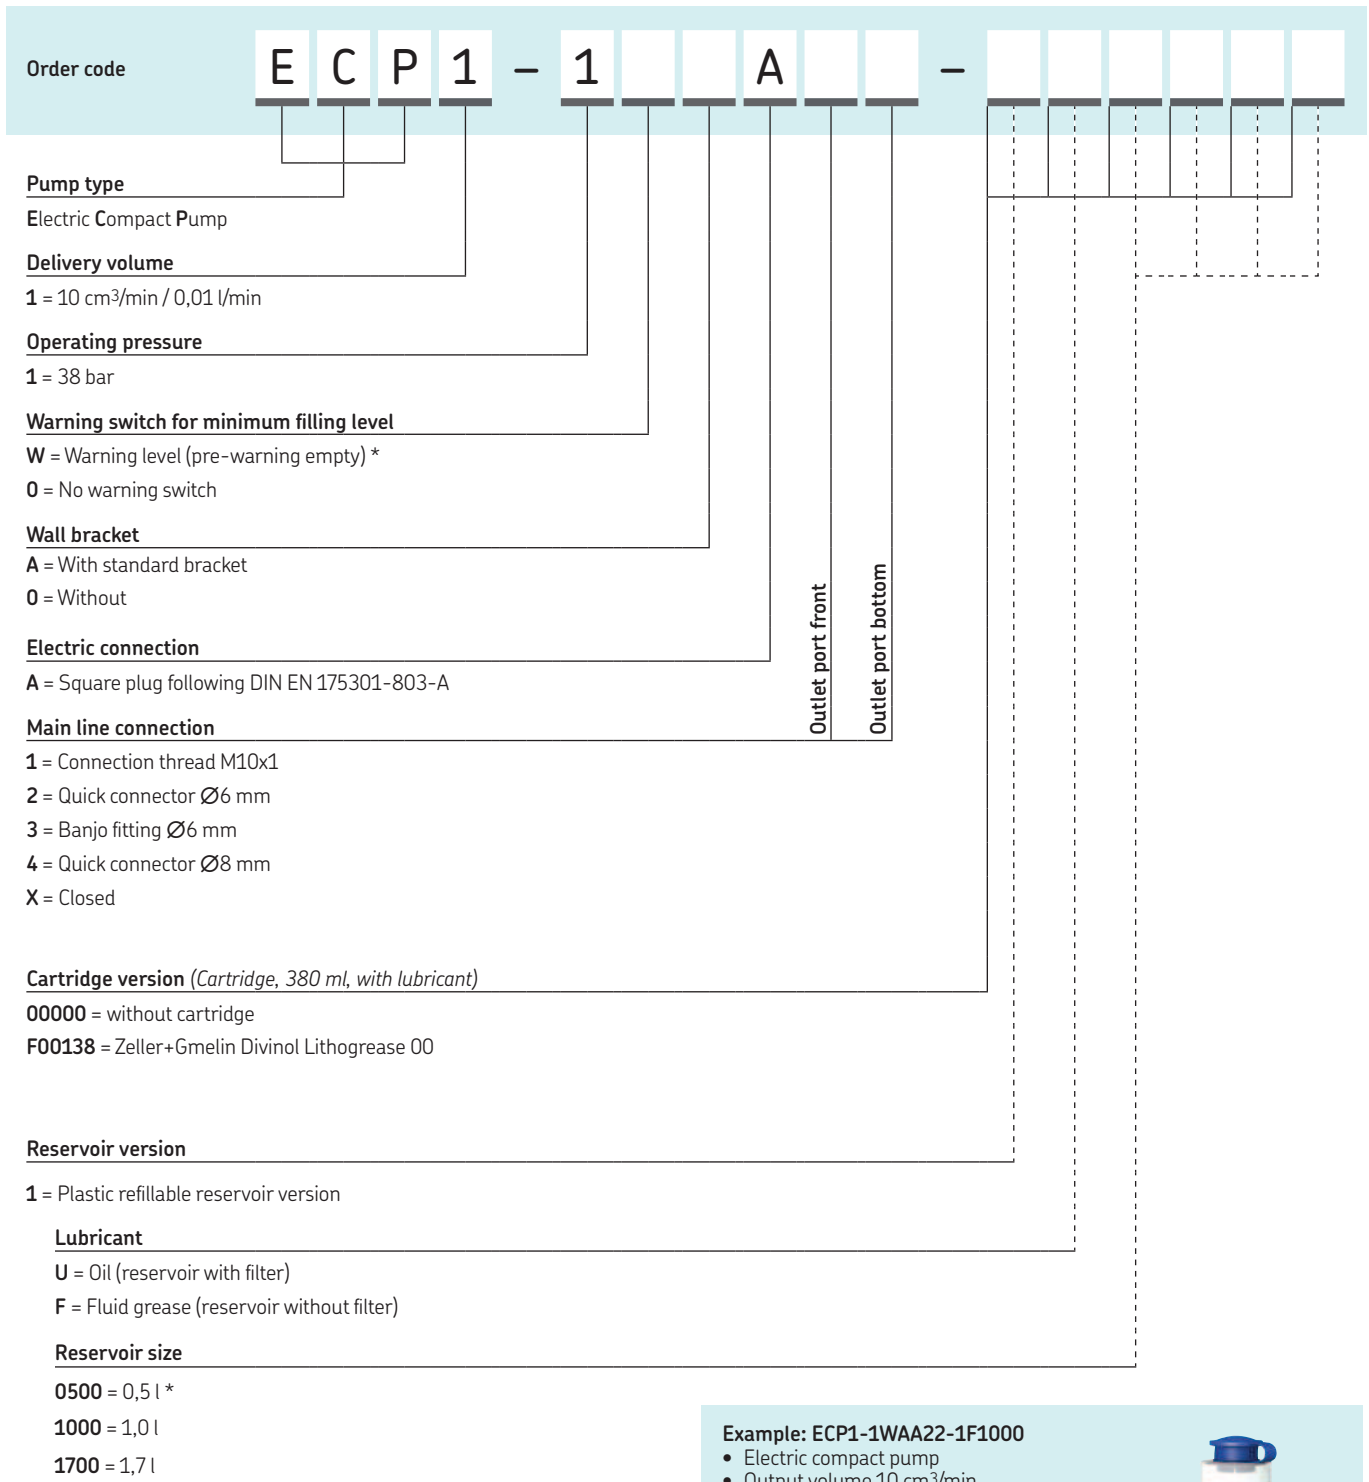 Order code E C P 1 – 1 A –
Pump type
Electric Compact Pump
Delivery volume
1 = 10 cm³/min / 0,01 l/min
Operating pressure
1 = 38 bar
Warning switch for minimum filling level
W = Warning level (pre-warning empty) *
0 = No warning switch
Wall bracket
A = With standard bracket
0 = Without
Electric connection
A = Square plug following DIN EN 175301-803-A
Outlet port front
Outlet port bottom
Main line connection
1 = Connection thread M10x1
2 = Quick connector Ø6 mm
3 = Banjo fitting Ø6 mm
4 = Quick connector Ø8 mm
X = Closed
Cartridge version (Cartridge, 380 ml, with lubricant)
00000 = without cartridge
F00138 = Zeller+Gmelin Divinol Lithogrease 00
Reservoir version
1 = Plastic refillable reservoir version
Lubricant
U = Oil (reservoir with filter)
F = Fluid grease (reservoir without filter)
Reservoir size
0500 = 0,5 l *
1000 = 1,0 l
1700 = 1,7 l
Example: ECP1-1WAA22-1F1000
• Electric compact pump
• Output volume 10 cm³/min